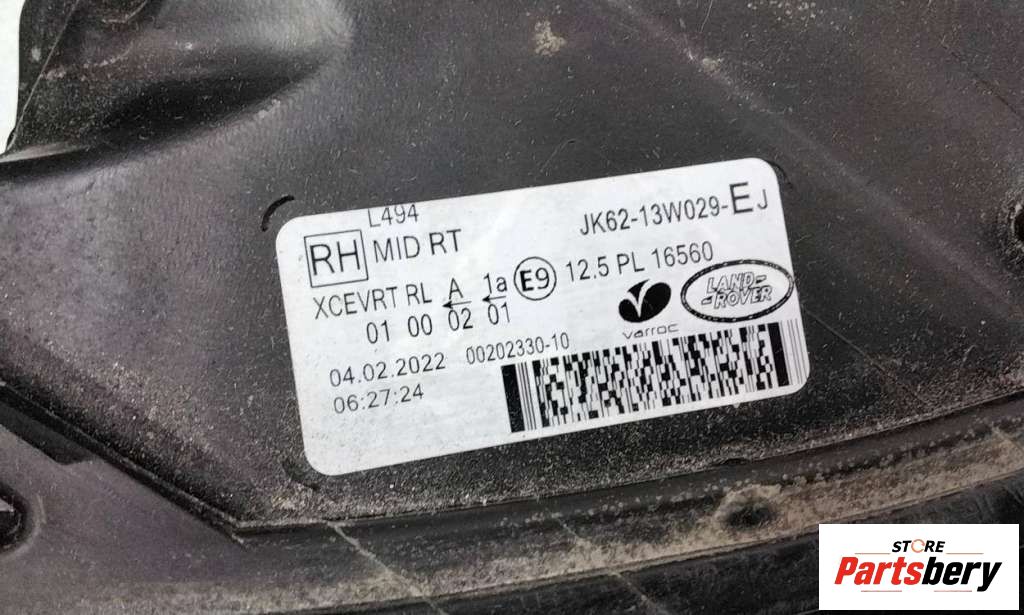 L494
RH MID RT
JK62-13W029-EJ
XCEVRT RL A 1a E9 12.5 PL 16560
01 00 02 01
LAND-
-ROVER
varroc
04.02.2022 00202330-10
06:27:24
STORE
Partsbery